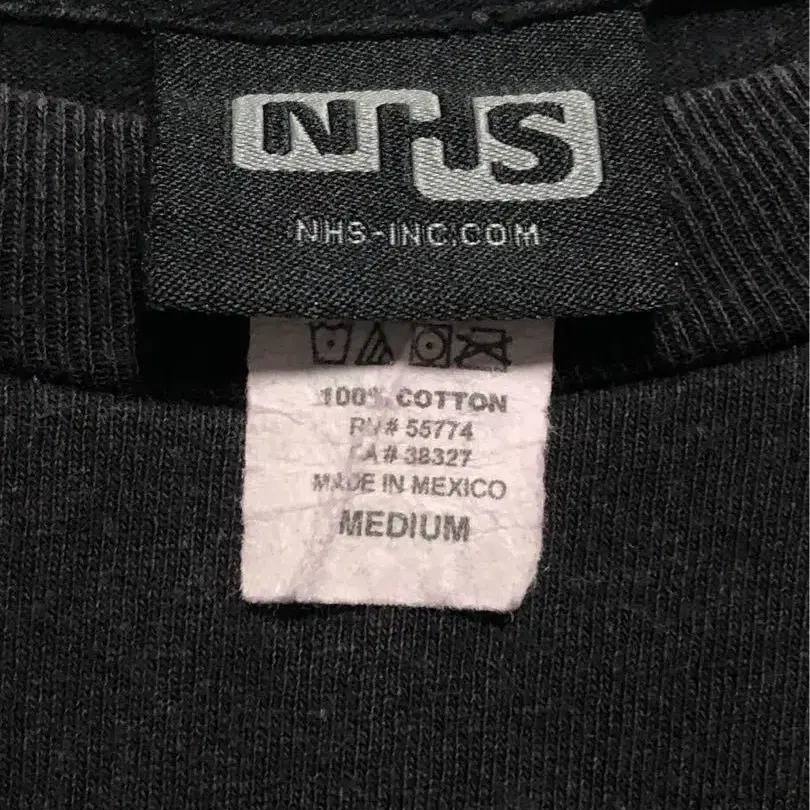 NHS
NHS-INC.COM
100% COTTON
RN# 55774
CA# 38327
MADE IN MEXICO
MEDIUM